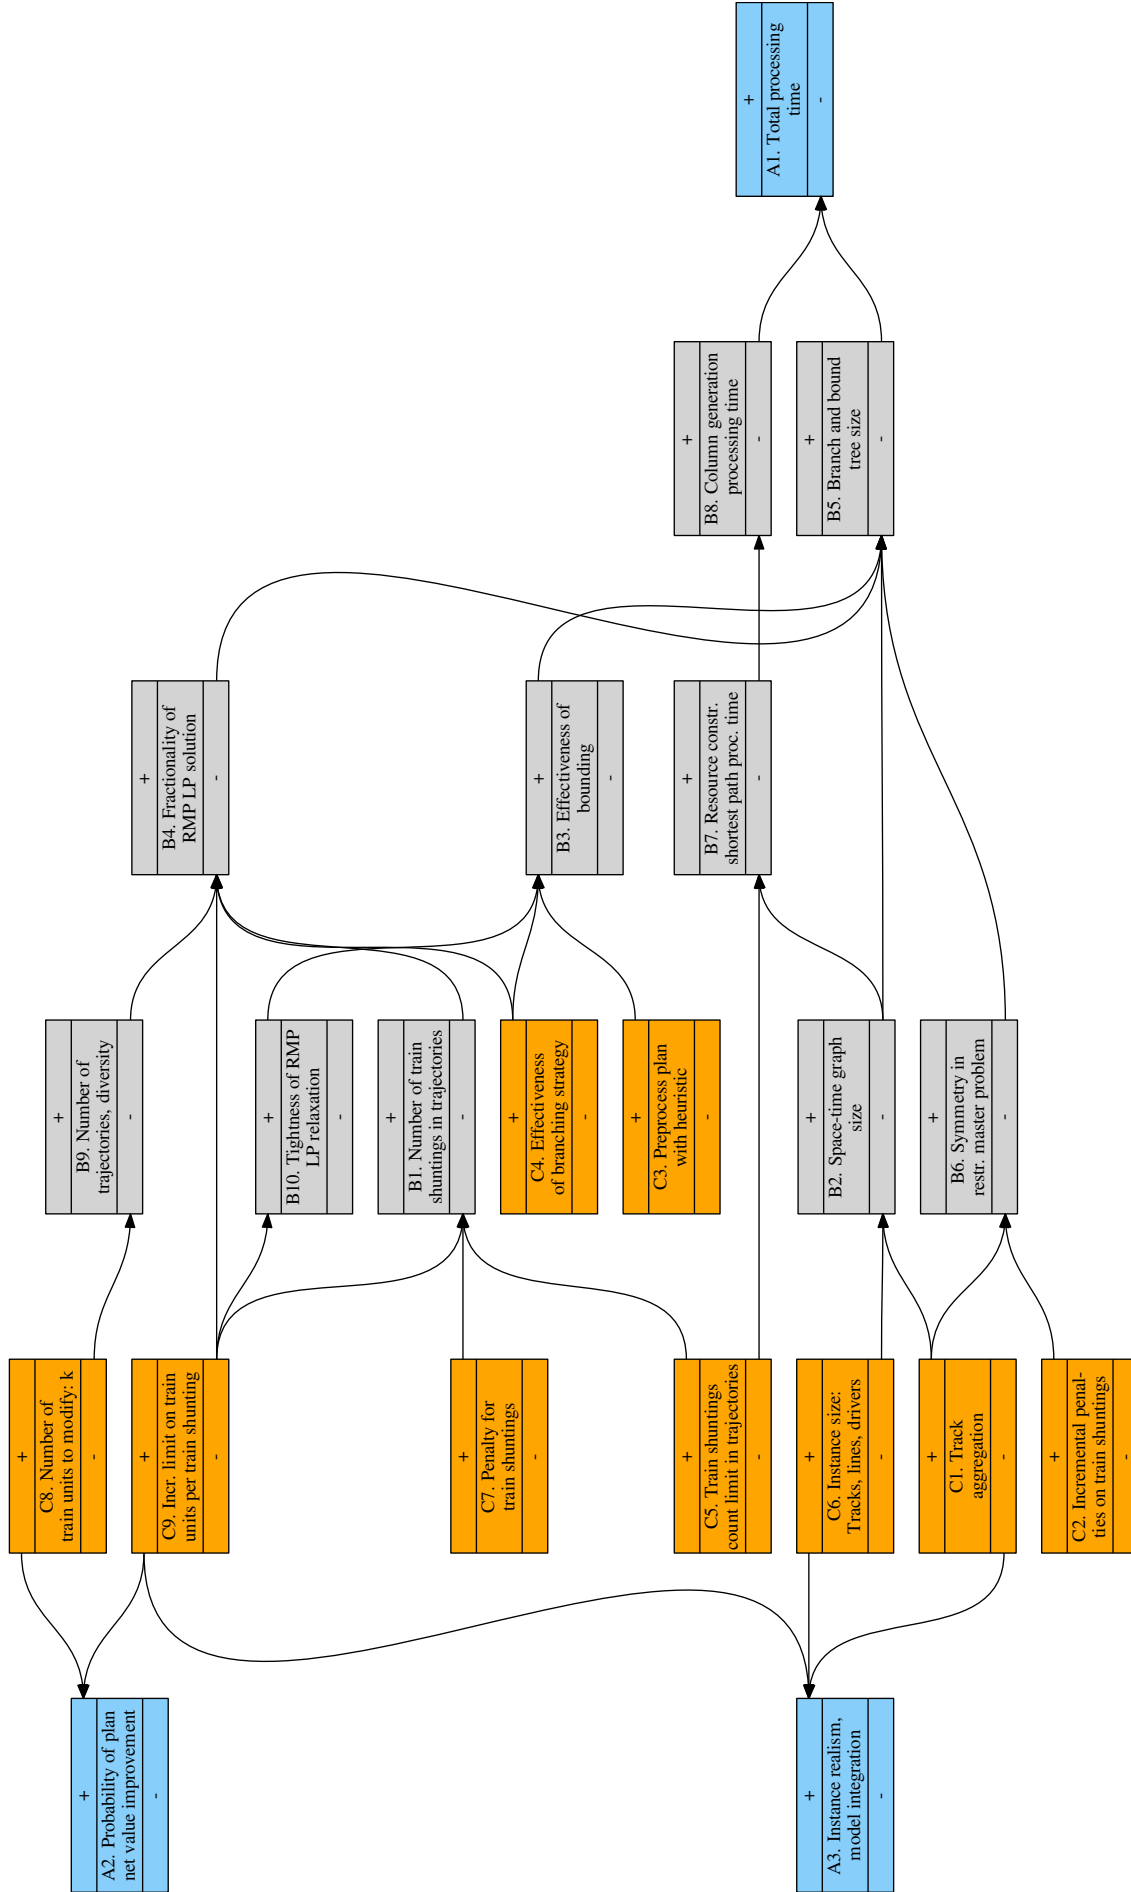 +
A2. Probability of plan
net value improvement
-
+
A3. Instance realism,
model integration
-
+
C8. Number of
train units to modify: k
-
+
C9. Incr. limit on train
units per train shunting
-
+
C7. Penalty for
train shuntings
-
+
C5. Train shuntings
count limit in trajectories
-
+
C6. Instance size:
Tracks, lines, drivers
-
+
C1. Track
aggregation
-
+
C2. Incremental penal-
ties on train shuntings
-
+
B9. Number of
trajectories, diversity
-
+
B10. Tightness of RMP
LP relaxation
-
+
B1. Number of train
shuntings in trajectories
-
+
C4. Effectiveness
of branching strategy
-
+
C3. Preprocess plan
with heuristic
-
+
B2. Space-time graph
size
-
+
B6. Symmetry in
restr. master problem
-
+
B4. Fractionality of
RMP LP solution
-
+
B3. Effectiveness of
bounding
-
+
B7. Resource constr.
shortest path proc. time
-
+
B8. Column generation
processing time
-
+
B5. Branch and bound
tree size
-
+
A1. Total processing
time
-